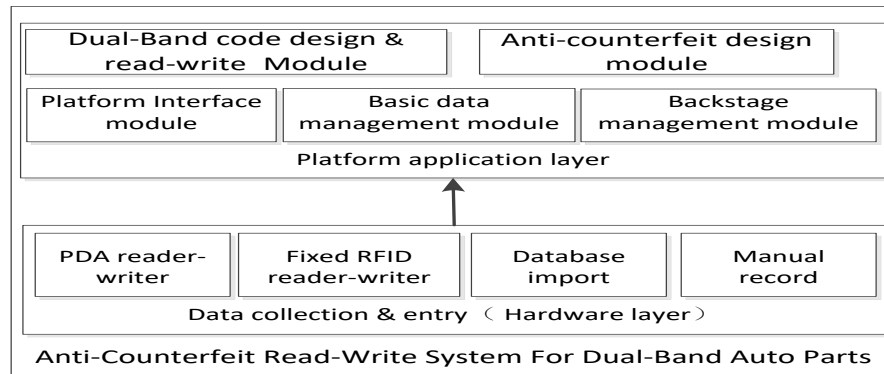 Dual-Band code design &
read-write Module
Anti-counterfeit design
module
Platform Interface
module
Basic data
management module
Backstage
management module
Platform application layer
PDA reader-
writer
Fixed RFID
reader-writer
Database
import
Manual
record
Data collection & entry（Hardware layer）
Anti-Counterfeit Read-Write System For Dual-Band Auto Parts